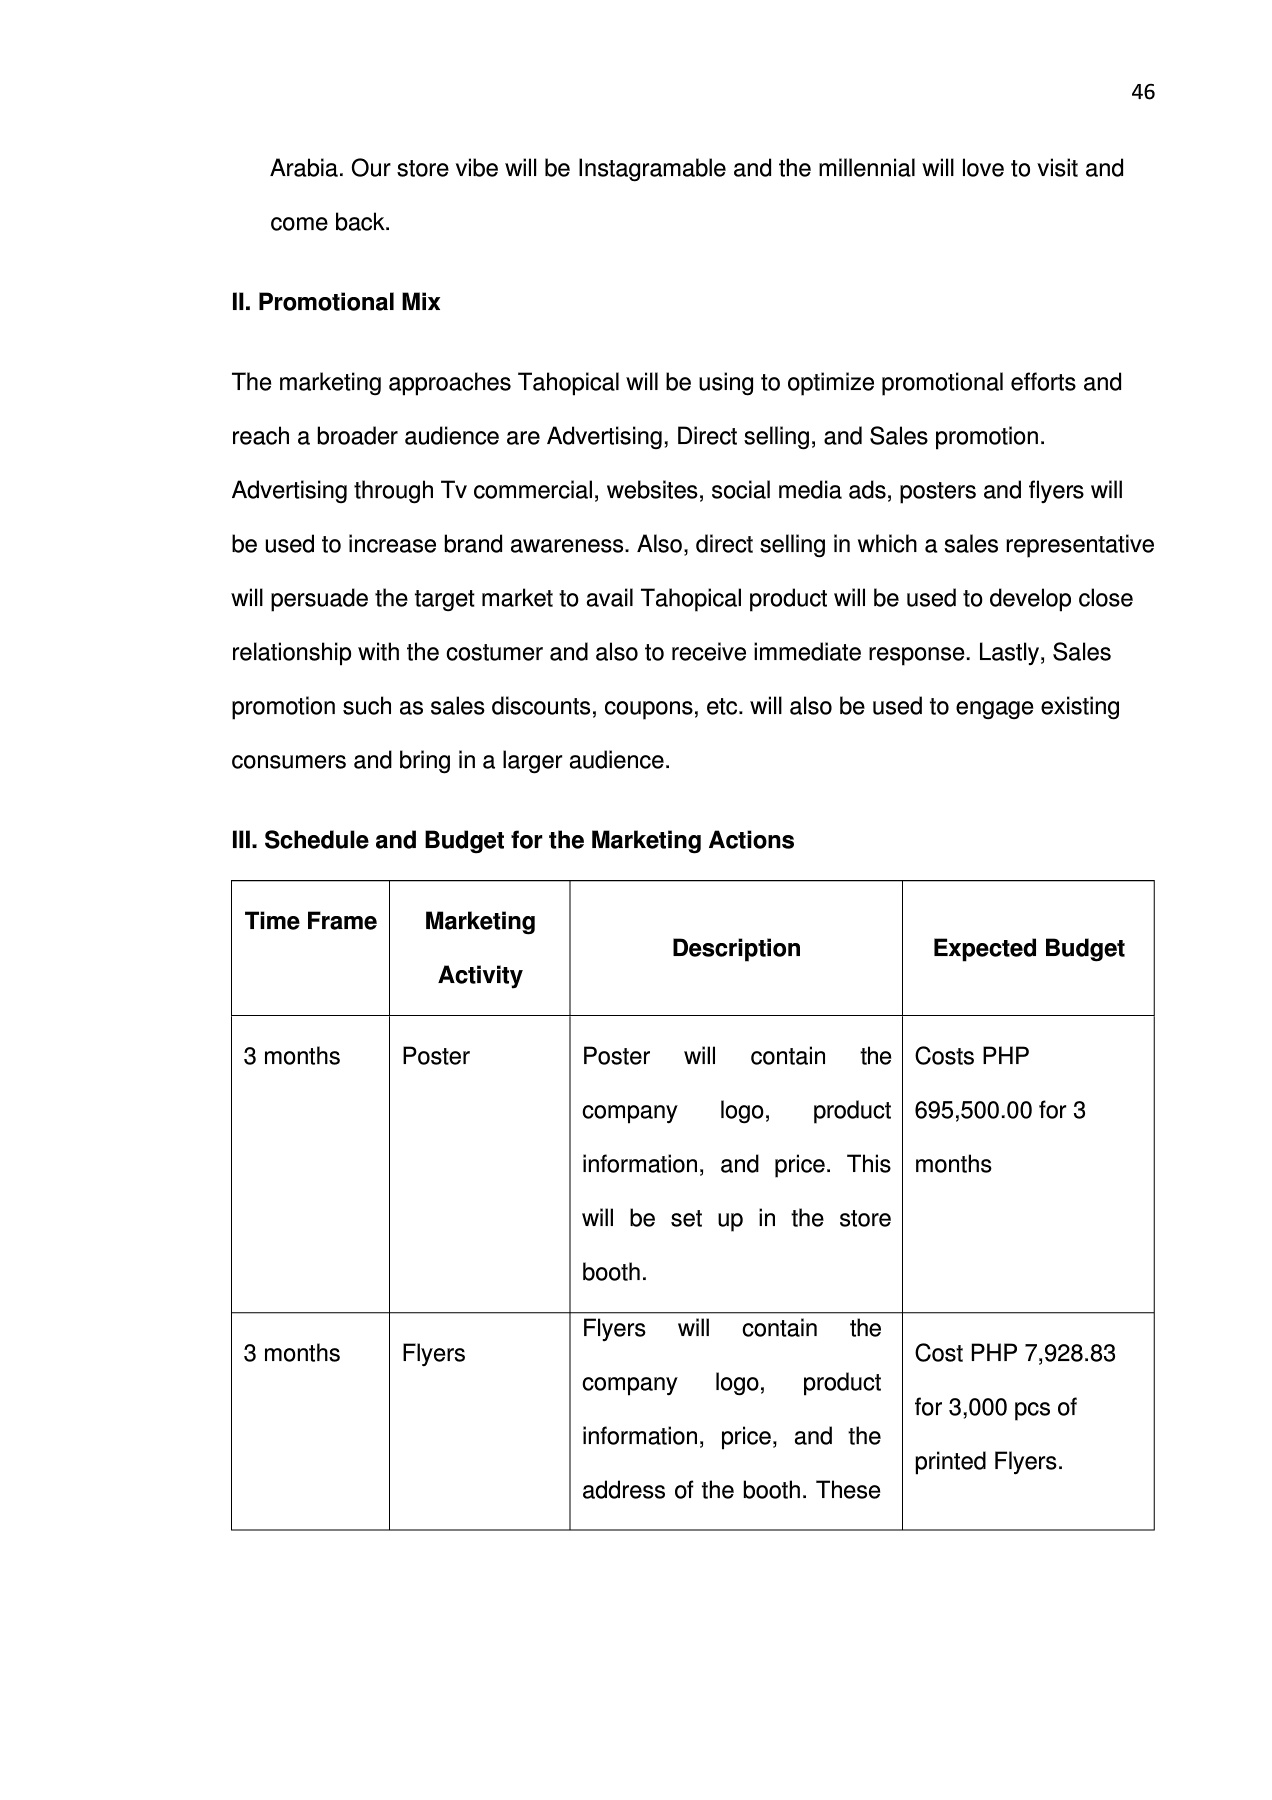 46
Arabia. Our store vibe will be Instagramable and the millennial will love to visit and
come back.
II. Promotional Mix
The marketing approaches Tahopical will be using to optimize promotional efforts and
reach a broader audience are Advertising, Direct selling, and Sales promotion.
Advertising through Tv commercial, websites, social media ads, posters and flyers will
be used to increase brand awareness. Also, direct selling in which a sales representative
will persuade the target market to avail Tahopical product will be used to develop close
relationship with the costumer and also to receive immediate response. Lastly, Sales
promotion such as sales discounts, coupons, etc. will also be used to engage existing
consumers and bring in a larger audience.
III. Schedule and Budget for the Marketing Actions
Time Frame
Marketing
Activity
Description
Expected Budget
3 months
Poster
Poster will contain the
company logo, product
information, and price. This
will be set up in the store
booth.
Costs PHP
695,500.00 for 3
months
3 months
Flyers
Flyers will contain the
company logo, product
information, price, and the
address of the booth. These
Cost PHP 7,928.83
for 3,000 pcs of
printed Flyers.